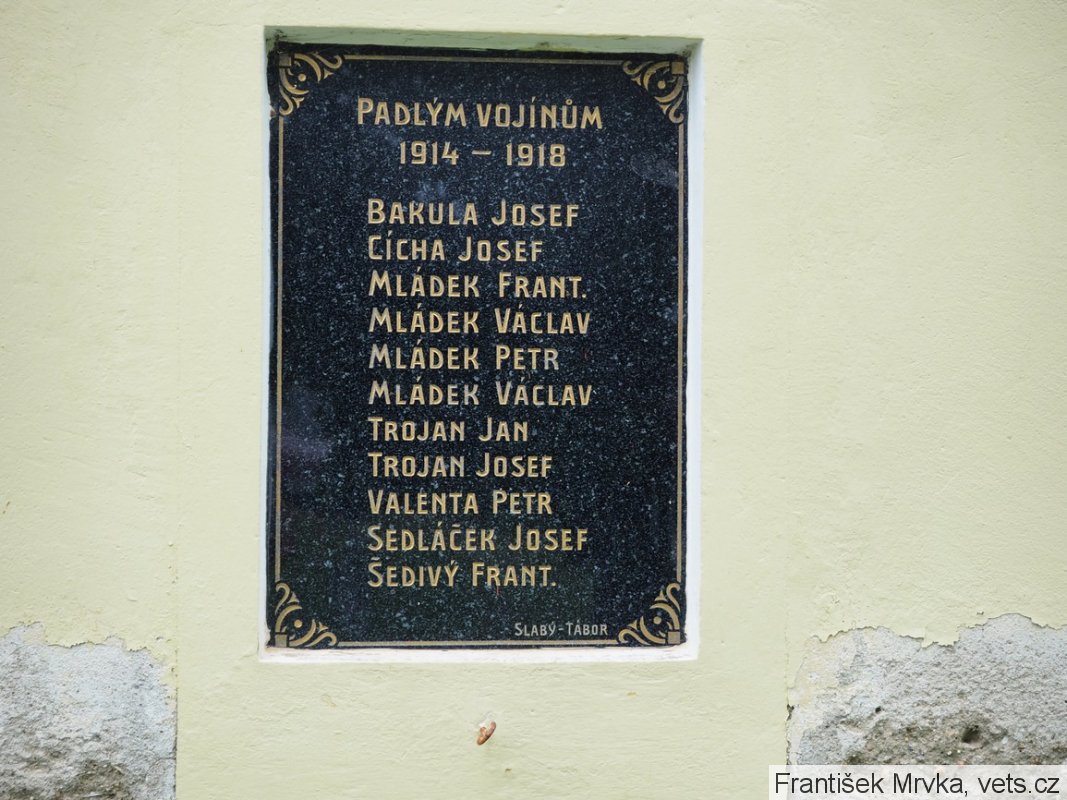 Padlým vojínům
1914 – 1918
Bakula Josef
Cícha Josef
Mládek Frant.
Mládek Václav
Mládek Petr
Mládek Václav
Trojan Jan
Trojan Josef
Valenta Petr
Sedláček Josef
Šedivý Frant.
Slabý-Tábor
František Mrvka, vets.cz